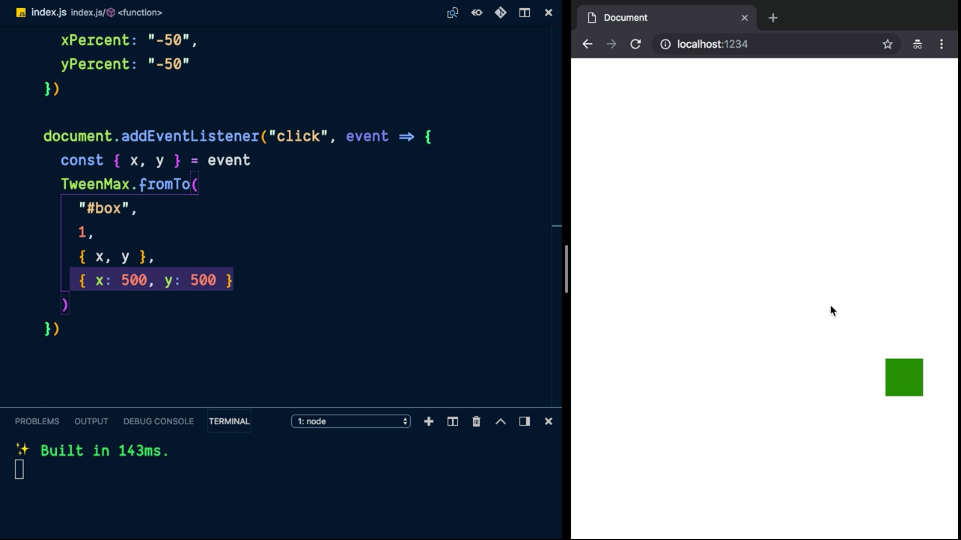 index.js index.js/<function>
xPercent: "-50",
yPercent: "-50"
})
document.addEventListener("click", event => {
const { x, y } = event
TweenMax.fromTo(
"#box",
1,
{ x, y },
{ x: 500, y: 500 }
)
})
PROBLEMS OUTPUT DEBUG CONSOLE TERMINAL 1: node
✨ Built in 143ms.
Document
localhost:1234